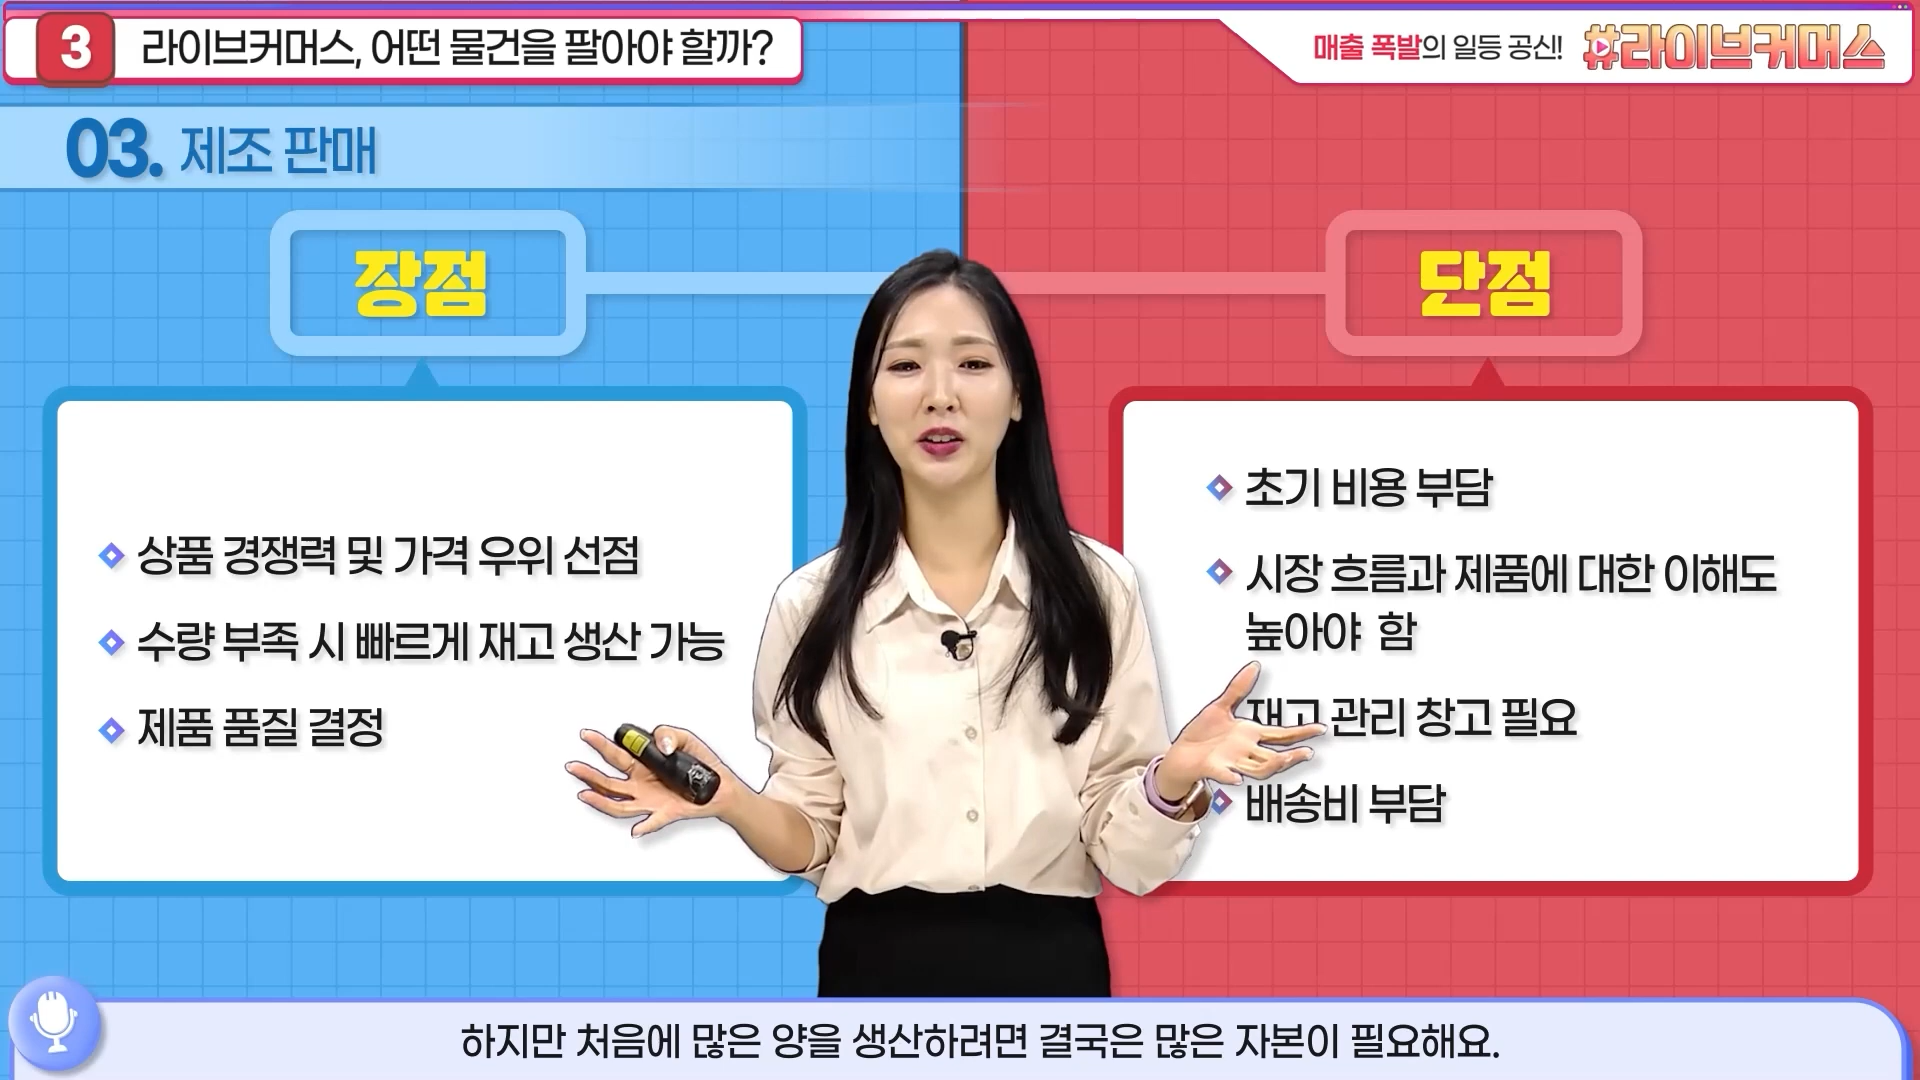 3 라이브커머스, 어떤 물건을 팔아야 할까?
매출 폭발의 일등 공신! #라이브커머스
03. 제조 판매
장점
상품 경쟁력 및 가격 우위 선점
수량 부족 시 빠르게 재고 생산 가능
제품 품질 결정
단점
초기 비용 부담
시장 흐름과 제품에 대한 이해도
높아야 함
재고 관리 창고 필요
배송비 부담
하지만 처음에 많은 양을 생산하려면 결국은 많은 자본이 필요해요.